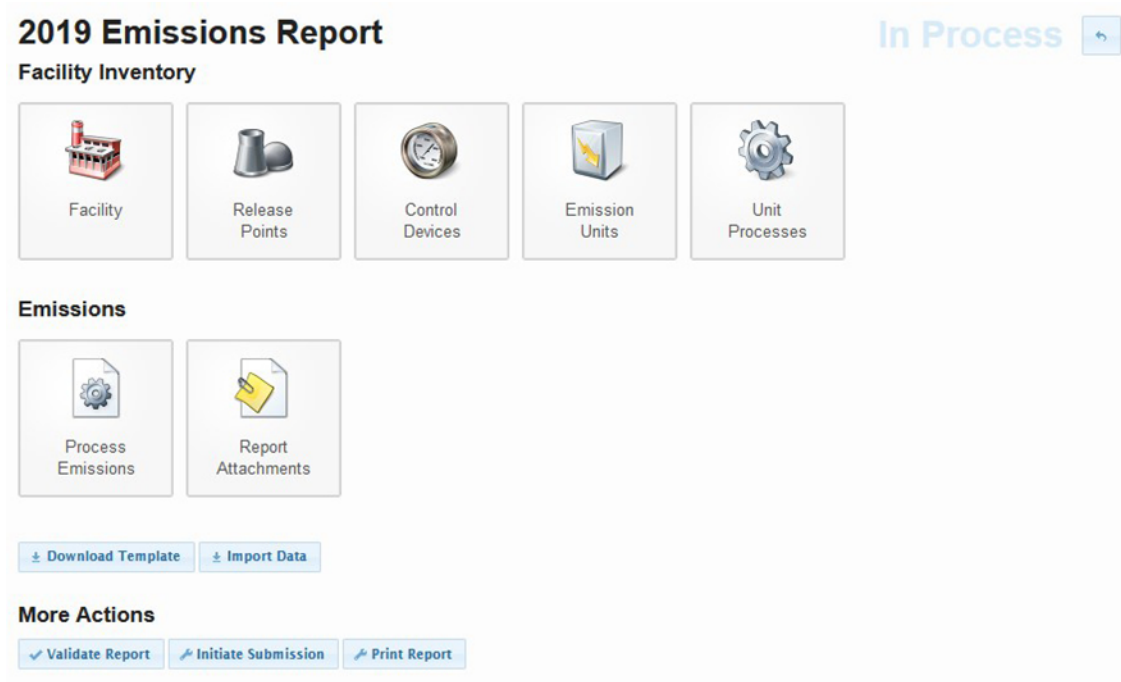 2019 Emissions Report
In Process
Facility Inventory
Facility
Release
Points
Control
Devices
Emission
Units
Unit
Processes
Emissions
Process
Emissions
Report
Attachments
Download Template
Import Data
More Actions
Validate Report
Initiate Submission
Print Report